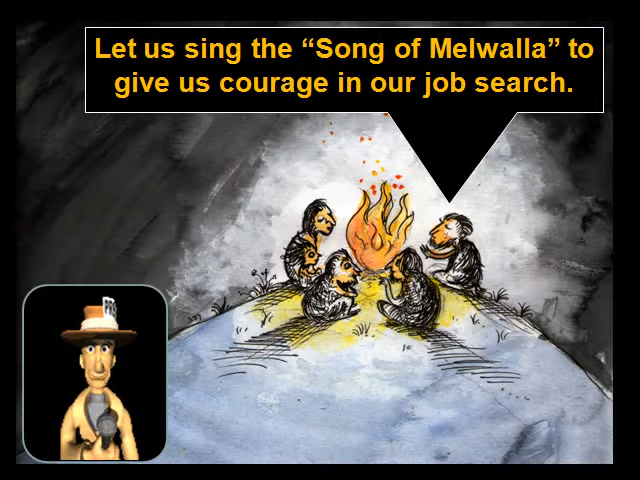 Let us sing the “Song of Melwalla” to
give us courage in our job search.